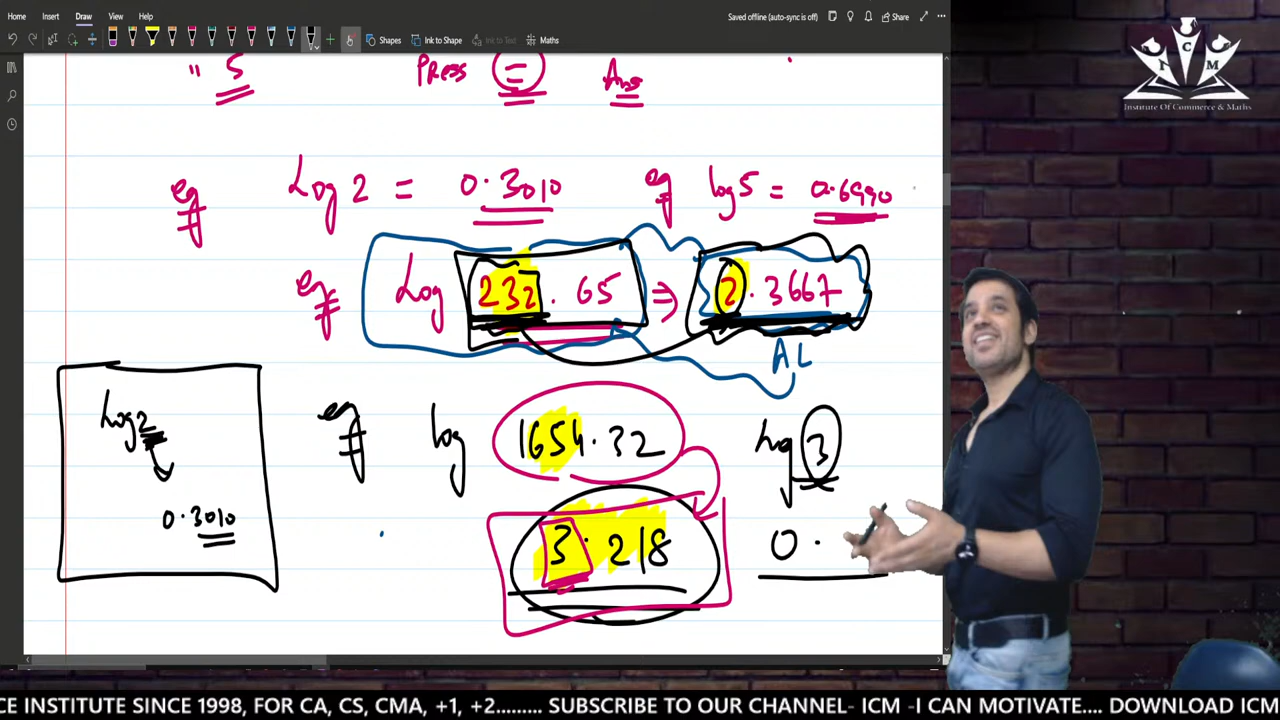 Home Insert Draw View Help Saved offline (auto-sync is off) Share
Shapes Ink to Shape Ink to Text Maths
I C M
Institute Of Commerce & Maths
" 5 Press = Ans
eg Log 2 = 0.3010 eg log 5 = 0.6990
eg Log 232.65 ⇒ 2.3667
AL
Log 2 eg log 1654.32 Log 3
0.3010 3.218 0.
CE INSTITUTE SINCE 1998, FOR CA, CS, CMA, +1, +2......... SUBSCRIBE TO OUR CHANNEL- ICM -I CAN MOTIVATE.... DOWNLOAD ICM